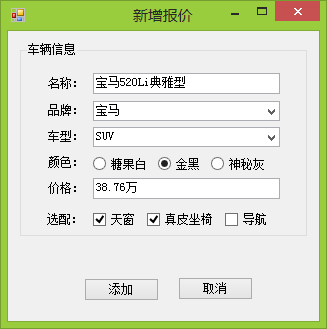 新增报价
车辆信息
名称： 宝马520Li典雅型
品牌： 宝马
车型： SUV
颜色： 糖果白 金黑 神秘灰
价格： 38.76万
选配： 天窗 真皮坐椅 导航
添加 取消